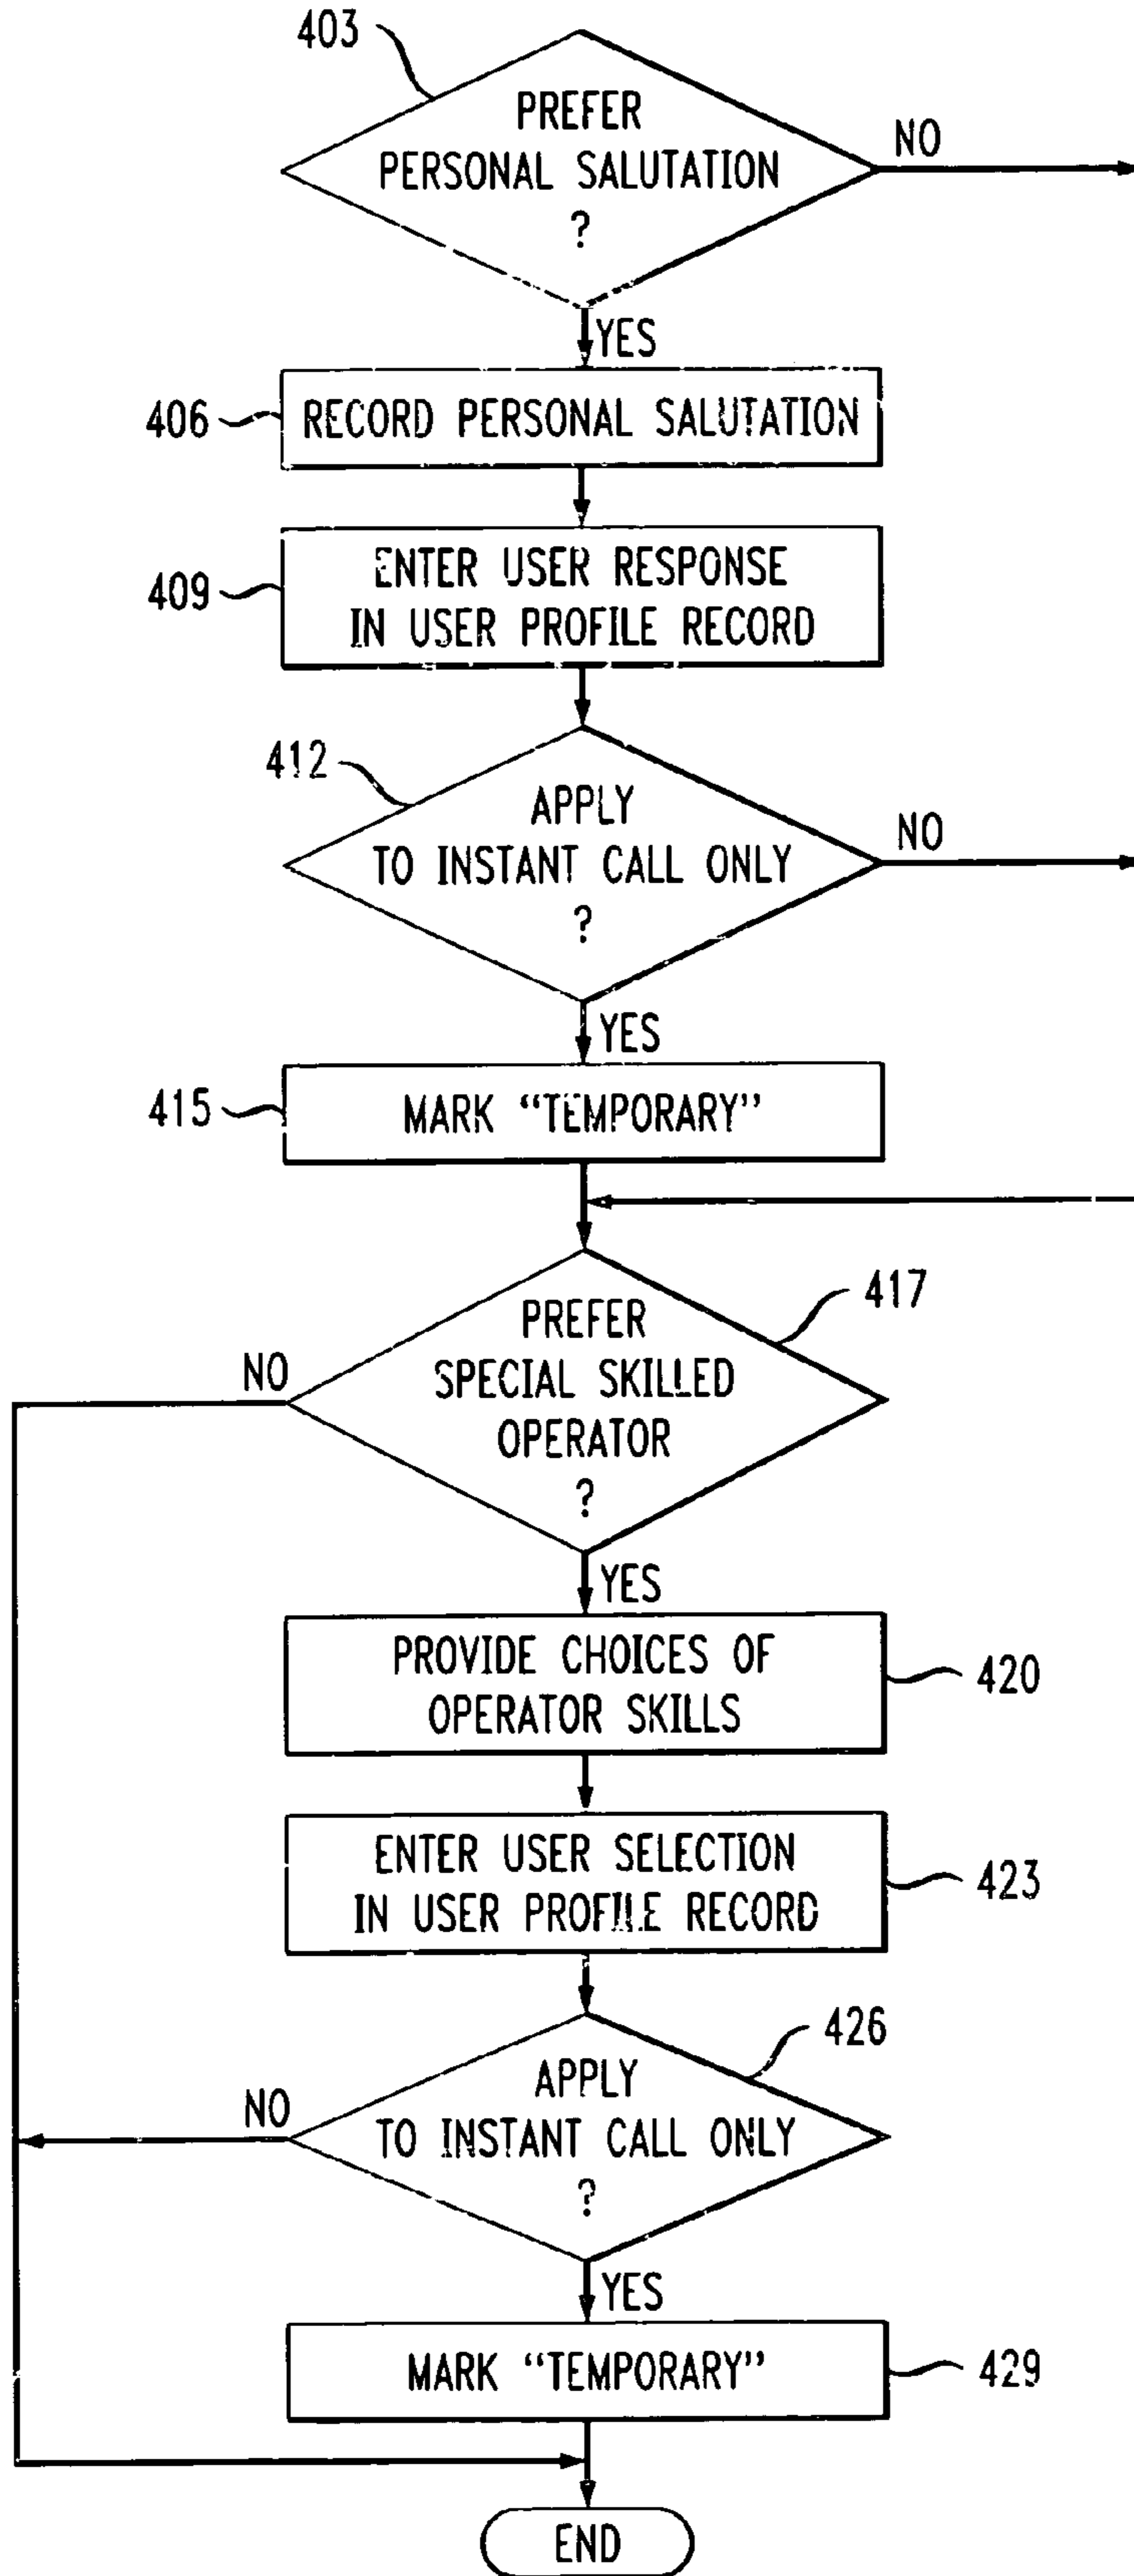 403
PREFER
PERSONAL SALUTATION
?
NO
YES
406
RECORD PERSONAL SALUTATION
409
ENTER USER RESPONSE
IN USER PROFILE RECORD
412
APPLY
TO INSTANT CALL ONLY
?
NO
YES
415
MARK “TEMPORARY”
417
PREFER
SPECIAL SKILLED
OPERATOR
?
NO
YES
PROVIDE CHOICES OF
OPERATOR SKILLS
420
ENTER USER SELECTION
IN USER PROFILE RECORD
423
426
APPLY
TO INSTANT CALL ONLY
?
NO
YES
MARK “TEMPORARY”
429
END